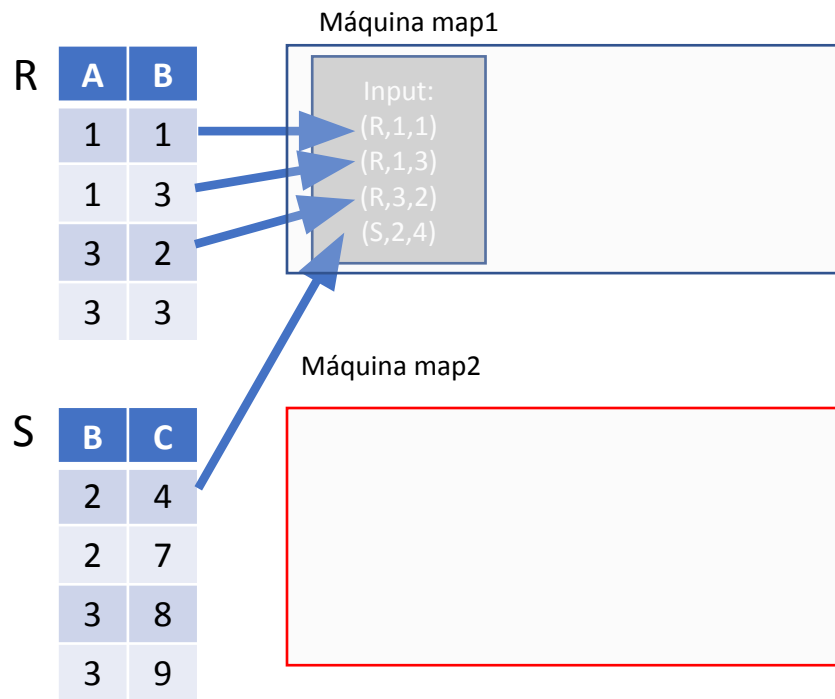 Máquina map1
R
A B
1 1
1 3
3 2
3 3
Input:
(R,1,1)
(R,1,3)
(R,3,2)
(S,2,4)
Máquina map2
S
B C
2 4
2 7
3 8
3 9